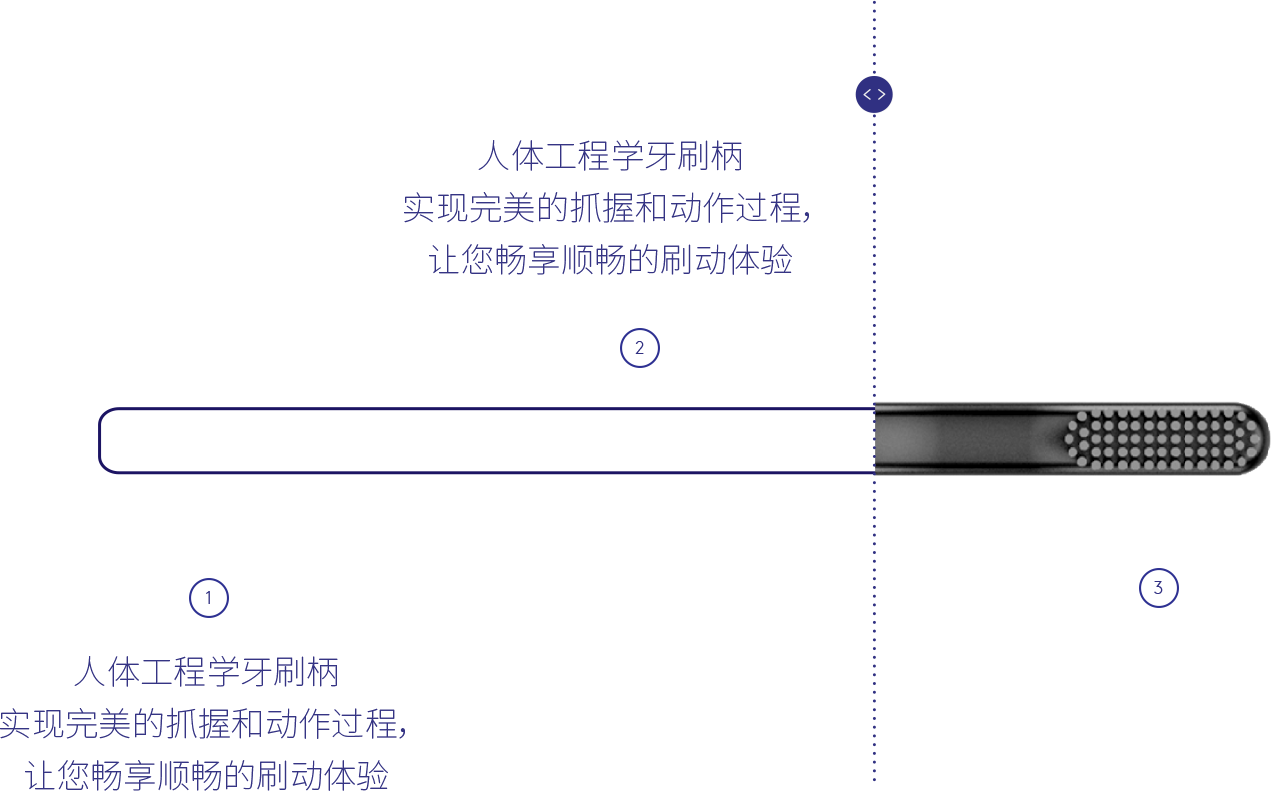 人体工程学牙刷柄
实现完美的抓握和动作过程，
让您畅享顺畅的刷动体验
2
1
3
人体工程学牙刷柄
实现完美的抓握和动作过程，
让您畅享顺畅的刷动体验